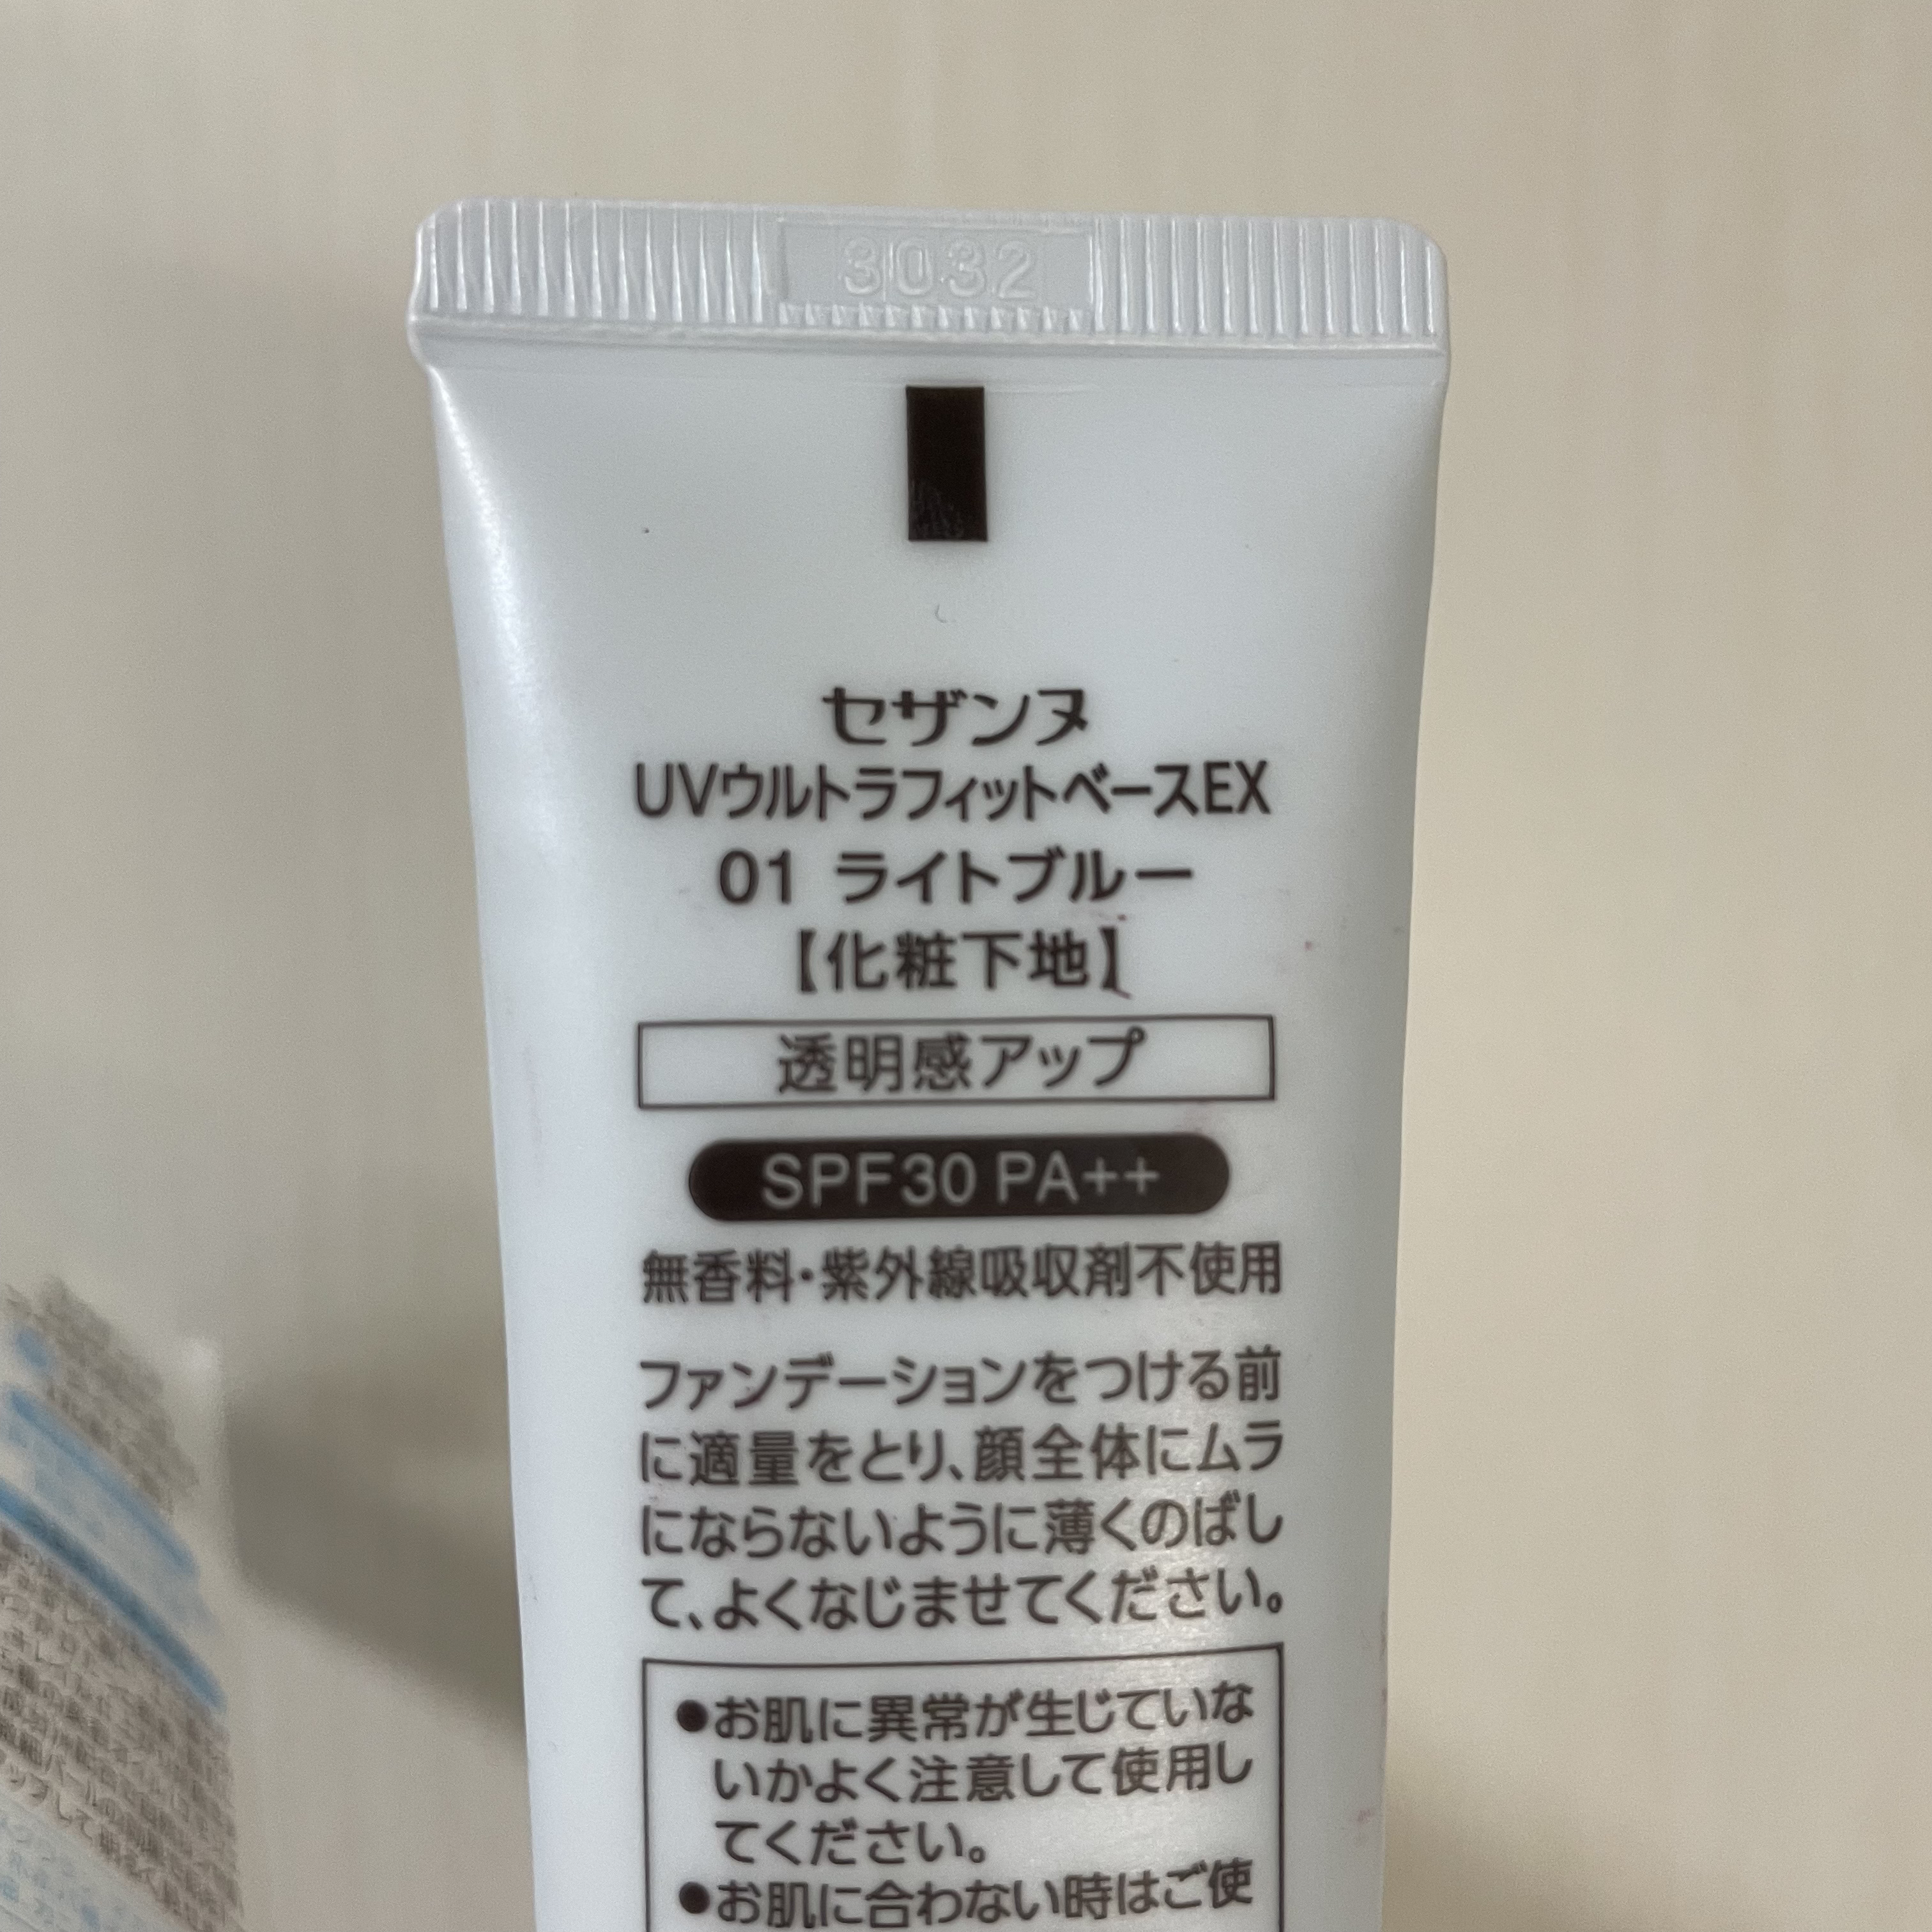 3032
セザンヌ
UVウルトラフィットベースEX
01 ライトブルー
【化粧下地】
透明感アップ
SPF30 PA++
無香料・紫外線吸収剤不使用
ファンデーションをつける前
に適量をとり、顔全体にムラ
にならないように薄くのばし
て、よくなじませてください。
●お肌に異常が生じていな
いかよく注意して使用し
てください。
●お肌に合わない時はご使